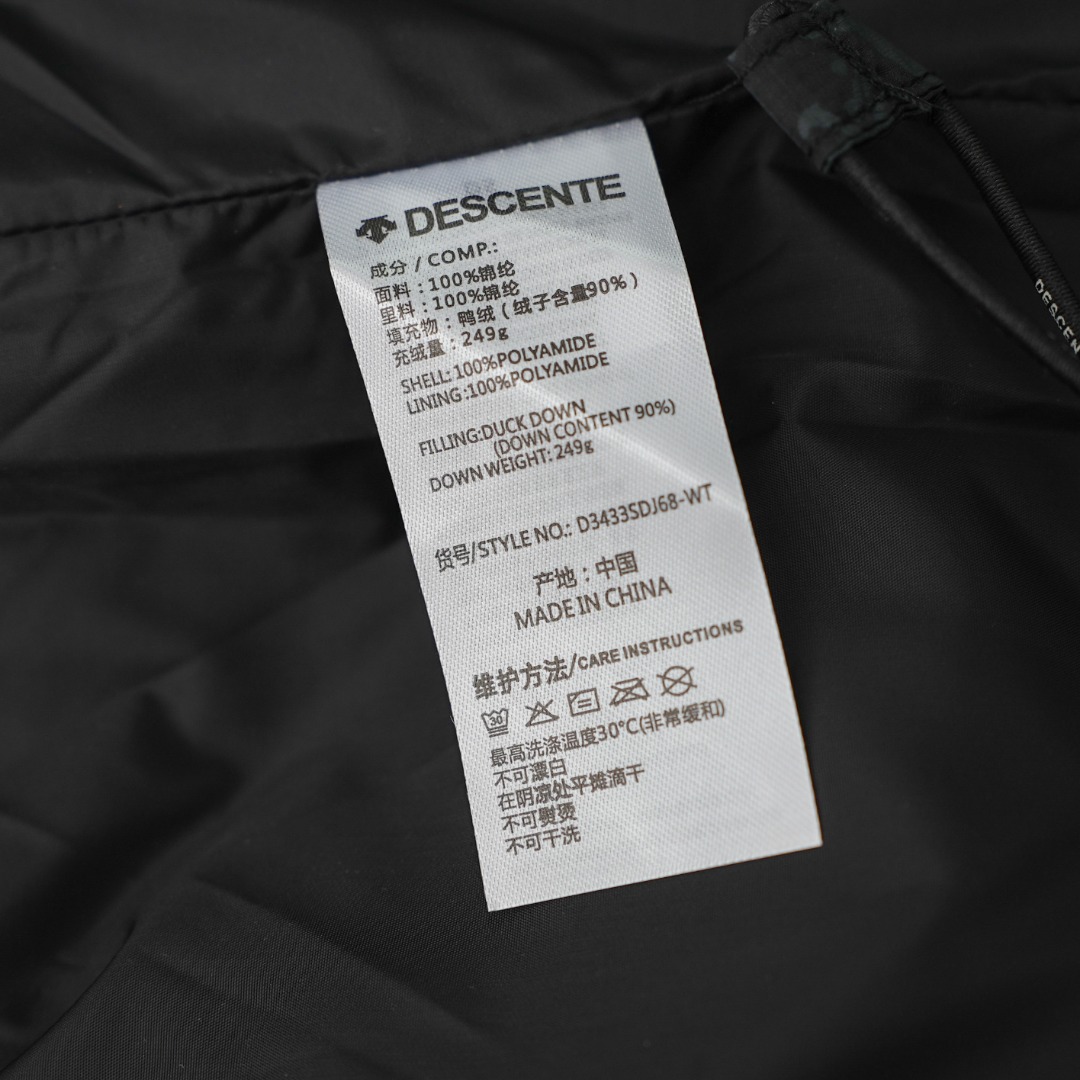 DESCENTE
成分 / COMP.:
面料：100%锦纶
里料：100%锦纶
填充物：鸭绒（绒子含量90%）
充绒量：249g
SHELL:100%POLYAMIDE
LINING:100%POLYAMIDE
FILLING:DUCK DOWN
(DOWN CONTENT 90%)
DOWN WEIGHT: 249g
货号/STYLE NO.: D3433SDJ68-WT
产地：中国
MADE IN CHINA
维护方法/CARE INSTRUCTIONS
30
最高洗涤温度30°C(非常缓和)
不可漂白
在阴凉处平摊滴干
不可熨烫
不可干洗
DESCEN